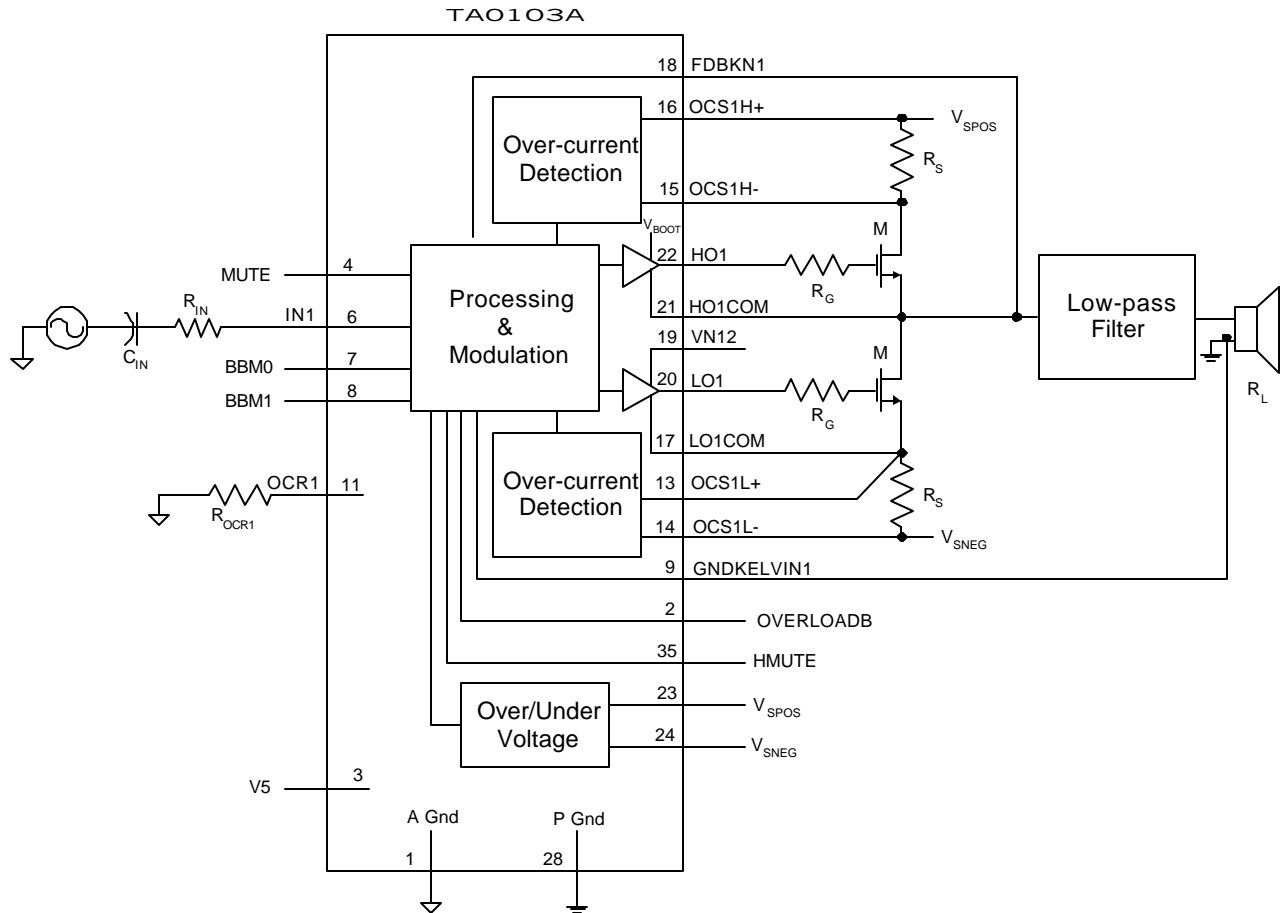 TA0103A
18 FDBKN1
16 OCS1H+
VSPOS
Over-current
Detection
RS
15 OCS1H-
VBOOT
M
22 HO1
MUTE
4
RG
Processing
&
Modulation
RIN
IN1
6
21 HO1COM
Low-pass
Filter
CIN
19 VN12
M
BBM0
7
20 LO1
BBM1
8
RG
RL
17 LO1COM
Over-current
Detection
OCR1
11
13 OCS1L+
RS
ROCR1
14 OCS1L-
VSNEG
9 GNDKELVIN1
2
OVERLOADB
35
HMUTE
Over/Under
Voltage
23
VSPOS
24
VSNEG
V5
3
A Gnd
P Gnd
1
28